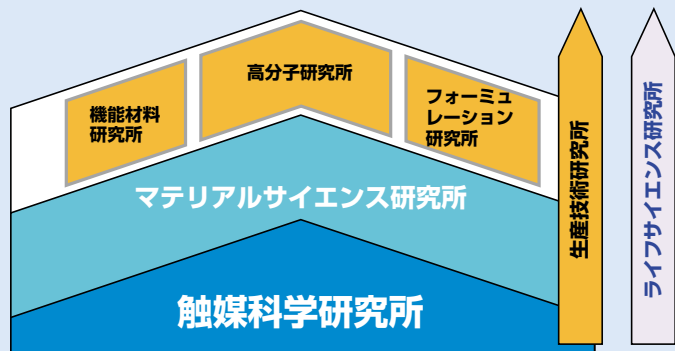 高分子研究所
機能材料
研究所
フォーミュ
レーション
研究所
マテリアルサイエンス研究所
触媒科学研究所
生産技術研究所
ライフサイエンス研究所